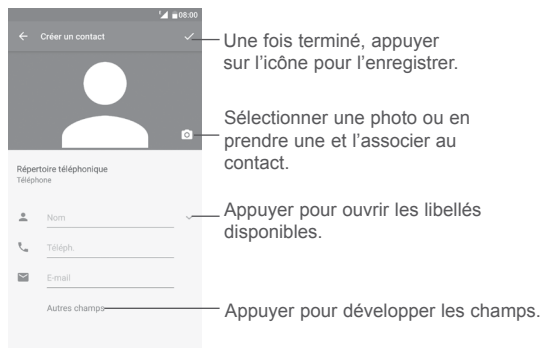 08:00
Créer un contact
Une fois terminé, appuyer
sur l'icône pour l'enregistrer.
Sélectionner une photo ou en
prendre une et l'associer au
contact.
Répertoire téléphonique
Téléphone
Nom
Appuyer pour ouvrir les libellés
disponibles.
Téléph.
E-mail
Autres champs
Appuyer pour développer les champs.